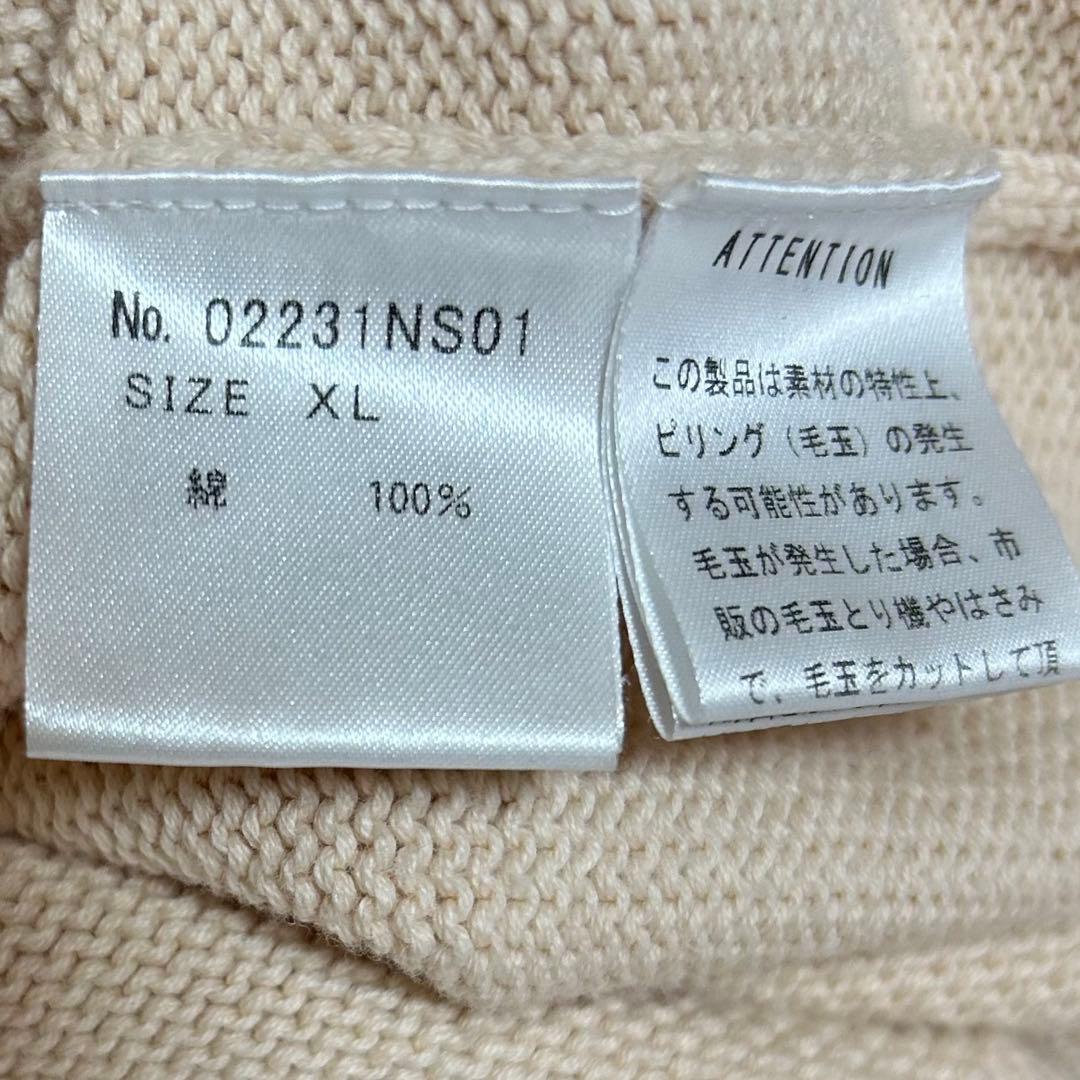 No. 02231NS01
SIZE XL
綿 100%
ATTENTION
この製品は素材の特性上、
ピリング（毛玉）の発生
する可能性があります。
毛玉が発生した場合、市
販の毛玉とり機やはさみ
で、毛玉をカットして頂